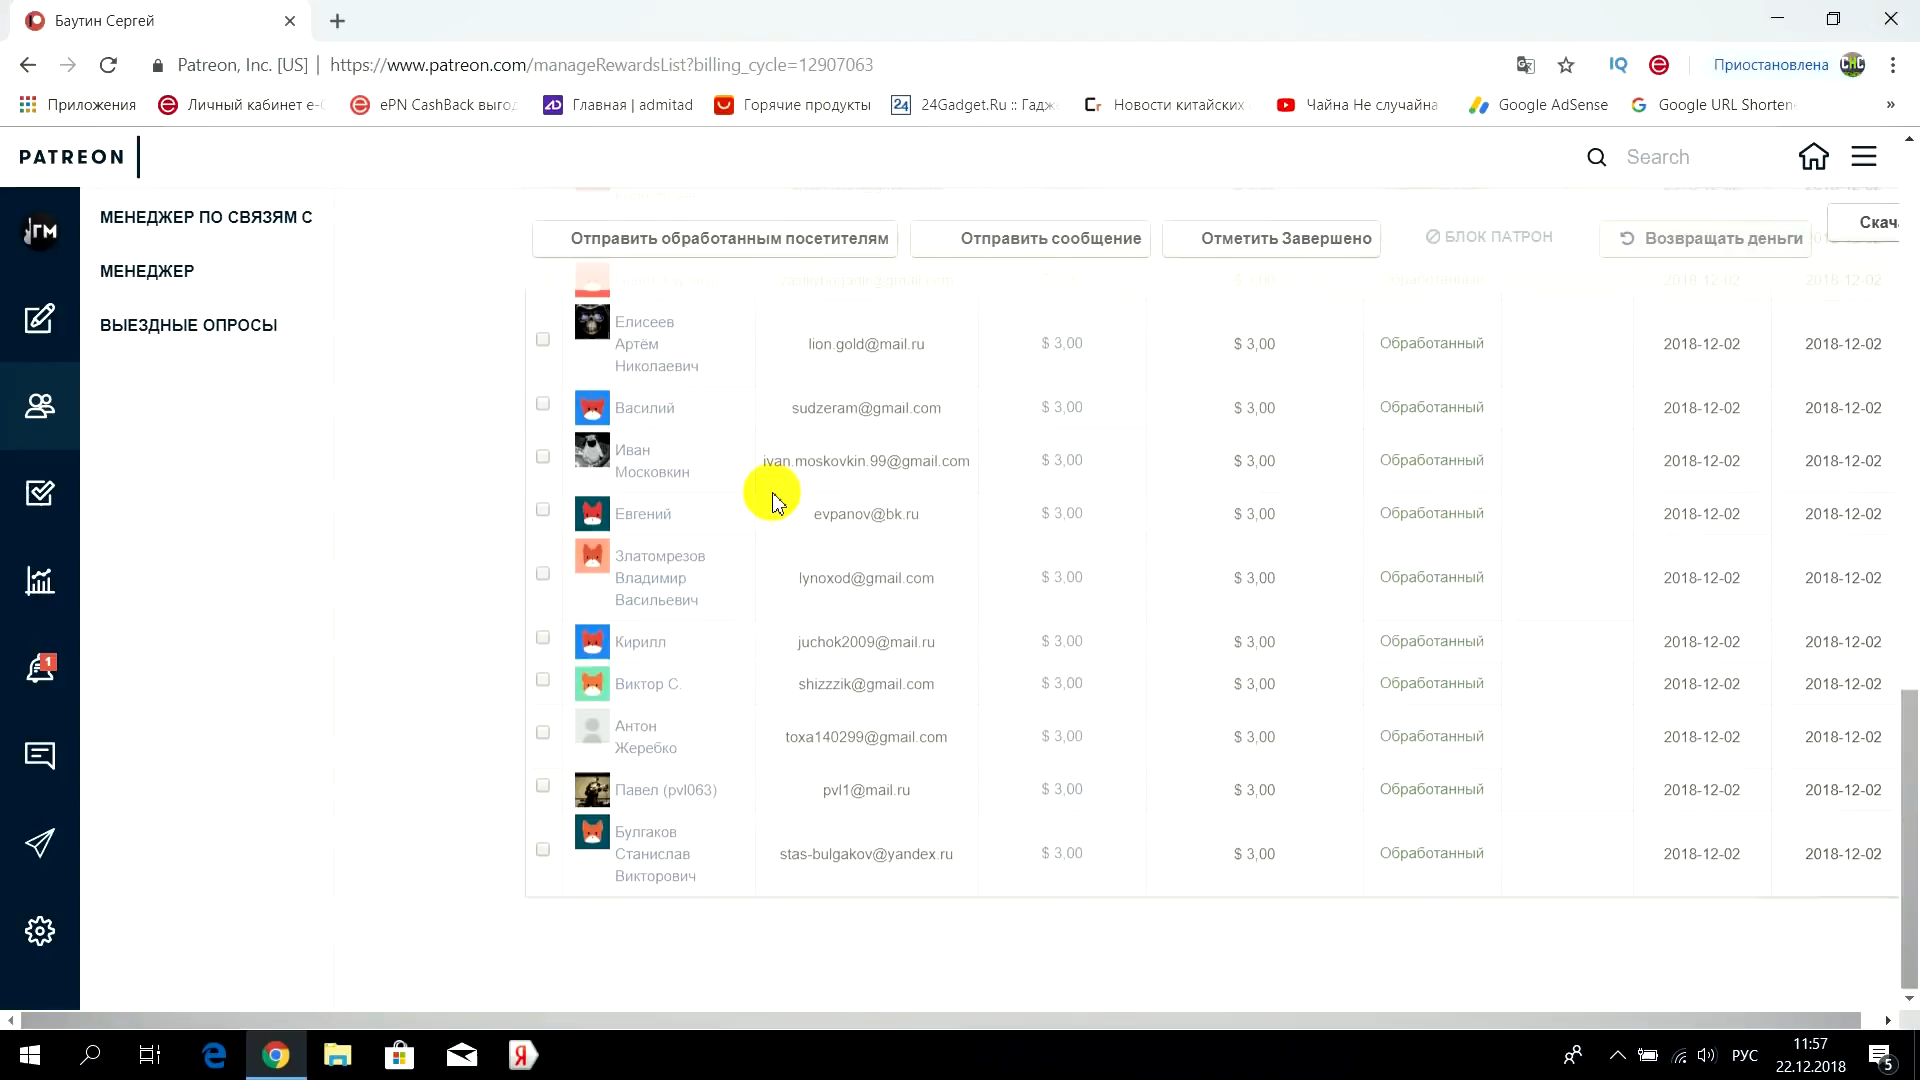 Баутин Сергей
Patreon, Inc. [US] | https://www.patreon.com/manageRewardsList?billing_cycle=12907063
Приостановлена
Приложения
Личный кабинет e-
ePN CashBack выгод
Главная | admitad
Горячие продукты
24Gadget.Ru :: Гадже
Новости китайских
Чайна Не случайна
Google AdSense
Google URL Shorten
»
PATREON
Search
ГМ
МЕНЕДЖЕР ПО СВЯЗЯМ С
МЕНЕДЖЕР
ВЫЕЗДНЫЕ ОПРОСЫ
1
Отправить обработанным посетителям
Отправить сообщение
Отметить Завершено
БЛОК ПАТРОН
Возвращать деньги
Скач
2018-12-02 2018-12-02
Елисеев
Артём
Николаевич
lion.gold@mail.ru $ 3,00 $ 3,00 Обработанный 2018-12-02 2018-12-02
Василий sudzeram@gmail.com $ 3,00 $ 3,00 Обработанный 2018-12-02 2018-12-02
Иван
Московкин
ivan.moskovkin.99@gmail.com $ 3,00 $ 3,00 Обработанный 2018-12-02 2018-12-02
Евгений evpanov@bk.ru $ 3,00 $ 3,00 Обработанный 2018-12-02 2018-12-02
Златомрезов
Владимир
Васильевич
lynoxod@gmail.com $ 3,00 $ 3,00 Обработанный 2018-12-02 2018-12-02
Кирилл juchok2009@mail.ru $ 3,00 $ 3,00 Обработанный 2018-12-02 2018-12-02
Виктор С. shizzzik@gmail.com $ 3,00 $ 3,00 Обработанный 2018-12-02 2018-12-02
Антон
Жеребко
toxa140299@gmail.com $ 3,00 $ 3,00 Обработанный 2018-12-02 2018-12-02
Павел (pvl063) pvl1@mail.ru $ 3,00 $ 3,00 Обработанный 2018-12-02 2018-12-02
Булгаков
Станислав
Викторович
stas-bulgakov@yandex.ru $ 3,00 $ 3,00 Обработанный 2018-12-02 2018-12-02
РУС
11:57
22.12.2018
5